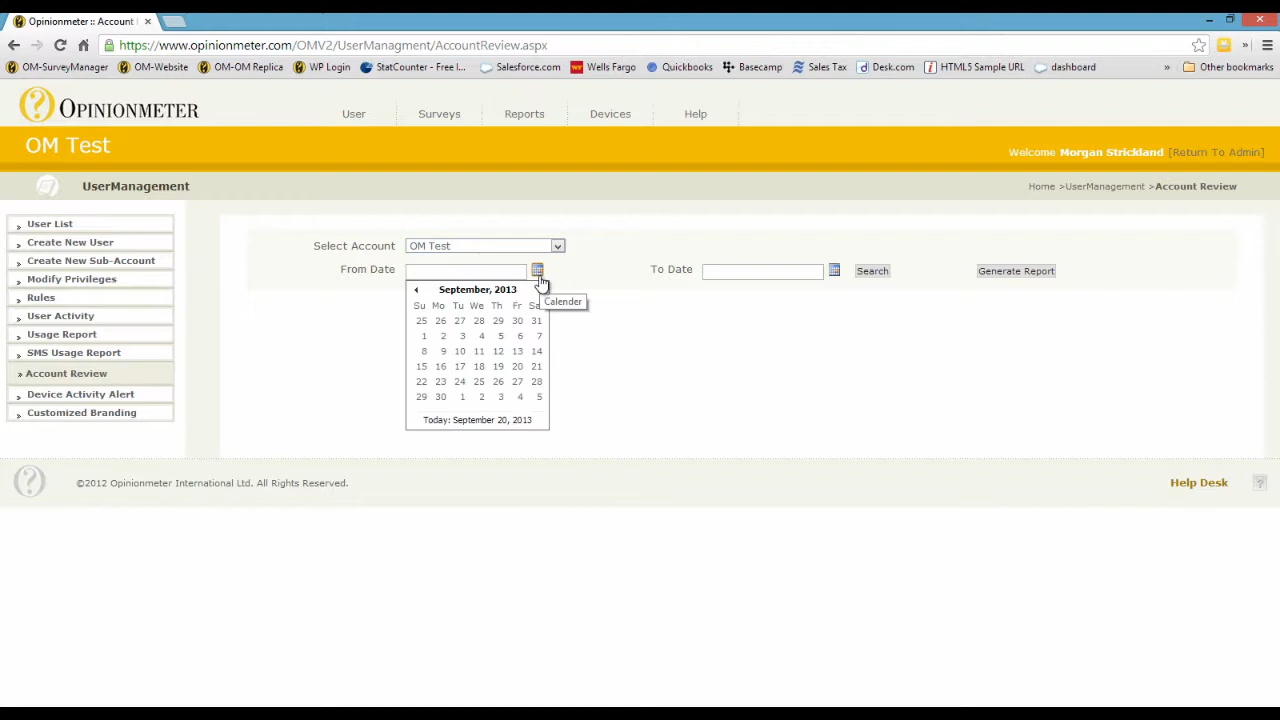 Opinionmeter :: Account
https://www.opinionmeter.com/OMV2/UserManagment/AccountReview.aspx
OM-SurveyManager OM-Website OM-OM Replica WP Login StatCounter - Free I... Salesforce.com Wells Fargo Quickbooks Basecamp Sales Tax Desk.com HTML5 Sample URL dashboard » Other bookmarks
OPINIONMETER
User Surveys Reports Devices Help
OM Test
Welcome Morgan Strickland [Return To Admin]
UserManagement
Home >UserManagement >Account Review
User List
Create New User
Create New Sub-Account
Modify Privileges
Rules
User Activity
Usage Report
SMS Usage Report
» Account Review
Device Activity Alert
Customized Branding
Select Account OM Test
From Date To Date Search Generate Report
September, 2013
Calender
Su Mo Tu We Th Fr Sa
25 26 27 28 29 30 31
1 2 3 4 5 6 7
8 9 10 11 12 13 14
15 16 17 18 19 20 21
22 23 24 25 26 27 28
29 30 1 2 3 4 5
Today: September 20, 2013
©2012 Opinionmeter International Ltd. All Rights Reserved.
Help Desk ?